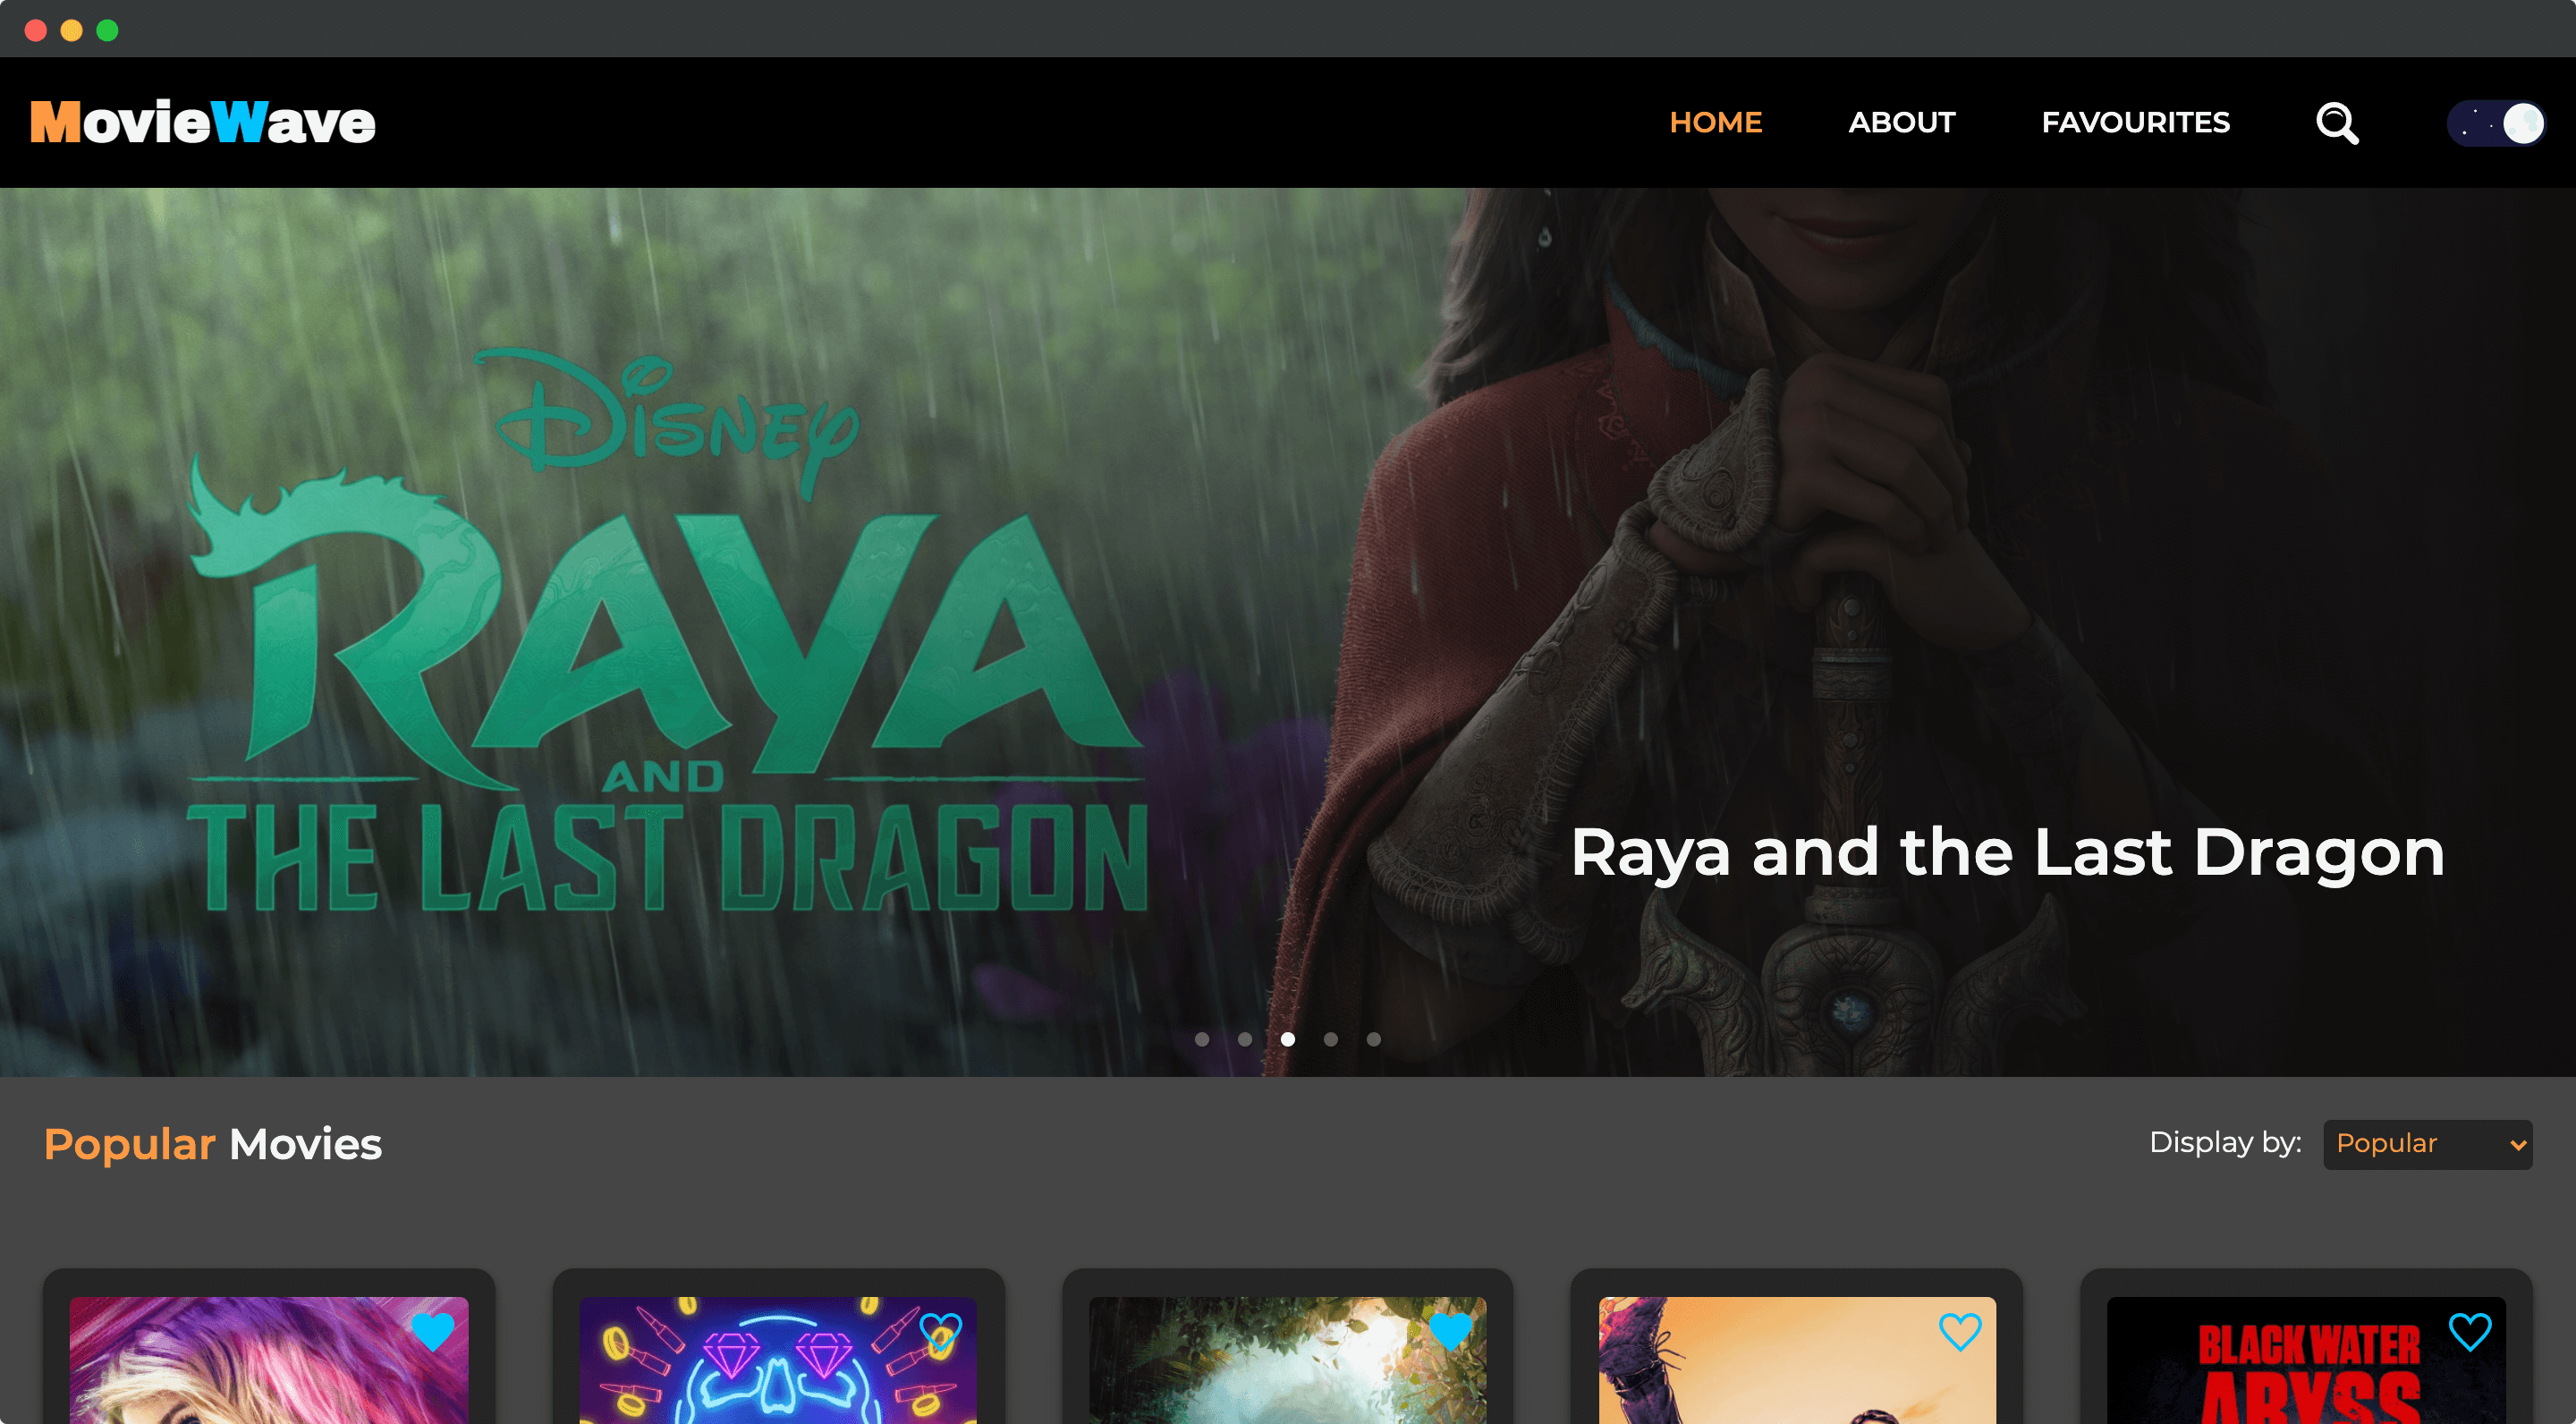 MovieWave
HOME
ABOUT
FAVOURITES
DISNEY
RAYA
AND
THE LAST DRAGON
Raya and the Last Dragon
Popular Movies
Display by:
Popular
BLACK WATER
ABYSS